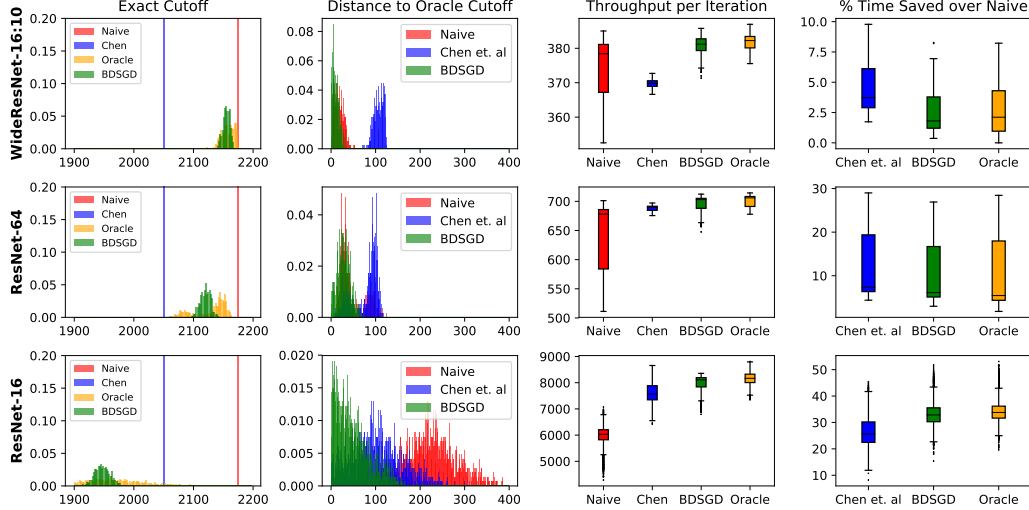 Exact Cutoff
Distance to Oracle Cutoff
Throughput per Iteration
% Time Saved over Naive
WideResNet-16:10
0.20
0.15
0.10
0.05
0.00
1900 2000 2100 2200
Naive
Chen
Oracle
BDSGD
0.08
0.06
0.04
0.02
0.00
0 100 200 300 400
Naive
Chen et. al
BDSGD
380
370
360
Naive Chen BDSGD Oracle
10.0
7.5
5.0
2.5
0.0
Chen et. al BDSGD Oracle
ResNet-64
0.20
0.15
0.10
0.05
0.00
1900 2000 2100 2200
Naive
Chen
Oracle
BDSGD
0.04
0.02
0.00
0 100 200 300 400
Naive
Chen et. al
BDSGD
700
650
600
550
500
Naive Chen BDSGD Oracle
30
20
10
Chen et. al BDSGD Oracle
ResNet-16
0.20
0.15
0.10
0.05
0.00
1900 2000 2100 2200
Naive
Chen
Oracle
BDSGD
0.020
0.015
0.010
0.005
0.000
0 100 200 300 400
Naive
Chen et. al
BDSGD
9000
8000
7000
6000
5000
Naive Chen BDSGD Oracle
50
40
30
20
10
Chen et. al BDSGD Oracle